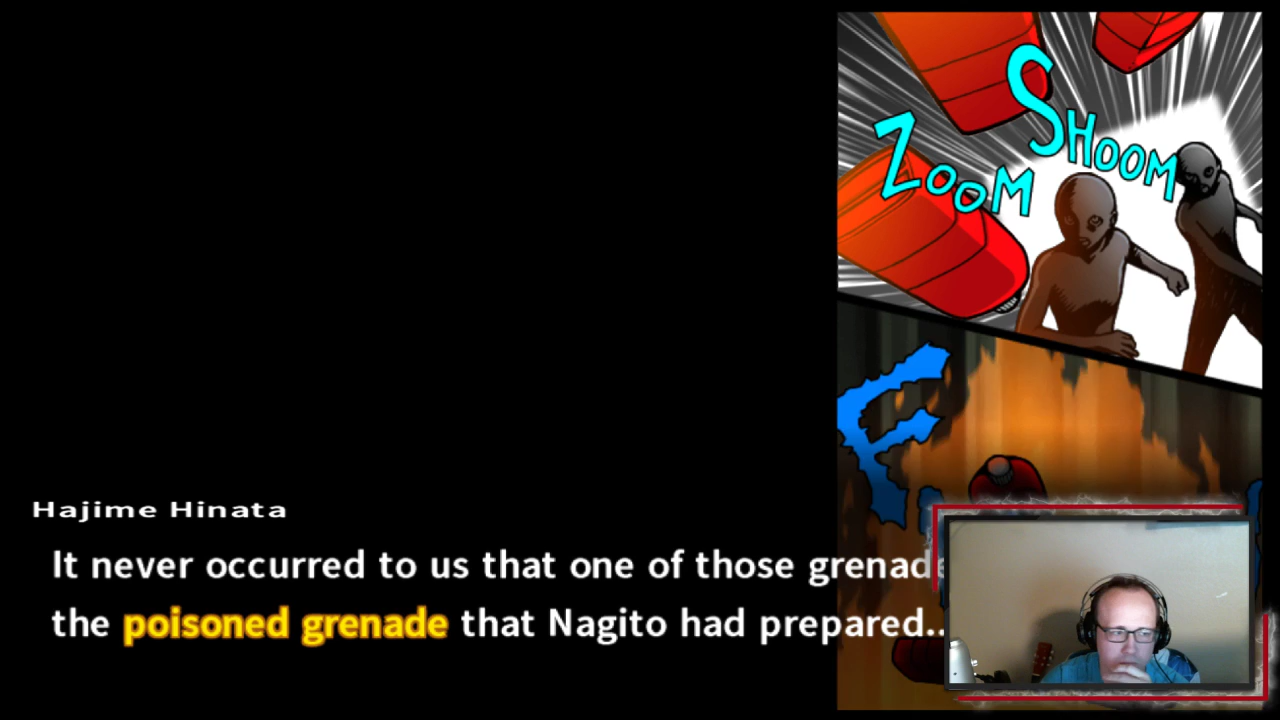 ZOOM
SHOOM
F
Hajime Hinata
It never occurred to us that one of those
the poisoned grenade that Nagito had prepared..